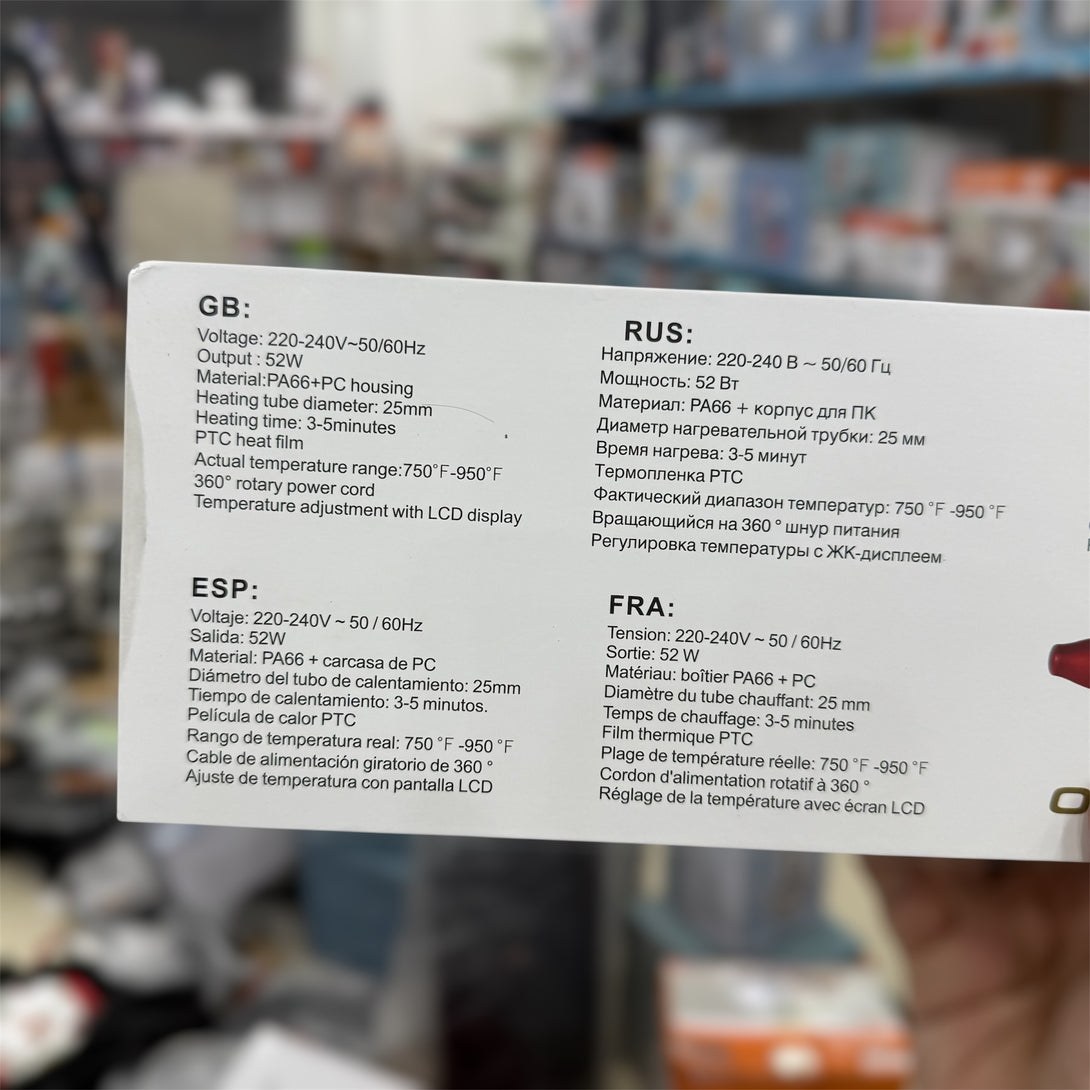 GB:
Voltage: 220-240V~50/60Hz
Output : 52W
Material:PA66+PC housing
Heating tube diameter: 25mm
Heating time: 3-5minutes
PTC heat film
Actual temperature range:750°F-950°F
360° rotary power cord
Temperature adjustment with LCD display
RUS:
Напряжение: 220-240 В ~ 50/60 Гц
Мощность: 52 Вт
Материал: PA66 + корпус для ПК
Диаметр нагревательной трубки: 25 мм
Время нагрева: 3-5 минут
Термопленка PTC
Фактический диапазон температур: 750 °F -950 °F
Вращающийся на 360 ° шнур питания
Регулировка температуры с ЖК-дисплеем
ESP:
Voltaje: 220-240V ~ 50 / 60Hz
Salida: 52W
Material: PA66 + carcasa de PC
Diámetro del tubo de calentamiento: 25mm
Tiempo de calentamiento: 3-5 minutos.
Película de calor PTC
Rango de temperatura real: 750 °F -950 °F
Cable de alimentación giratorio de 360 °
Ajuste de temperatura con pantalla LCD
FRA:
Tension: 220-240V ~ 50 / 60Hz
Sortie: 52 W
Matériau: boîtier PA66 + PC
Diamètre du tube chauffant: 25 mm
Temps de chauffage: 3-5 minutes
Film thermique PTC
Plage de température réelle: 750 °F -950 °F
Cordon d'alimentation rotatif à 360 °
Réglage de la température avec écran LCD